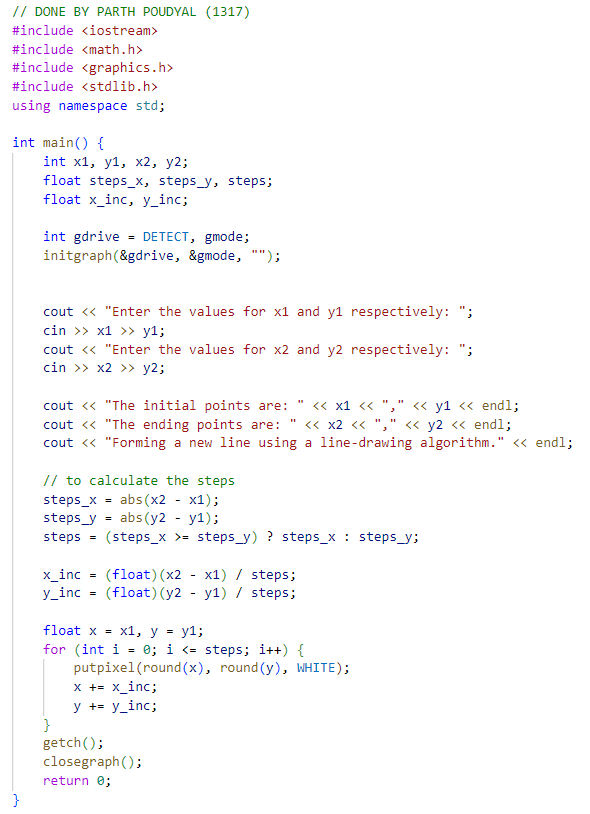 // DONE BY PARTH POUDYAL (1317)
#include <iostream>
#include <math.h>
#include <graphics.h>
#include <stdlib.h>
using namespace std;

int main() {
    int x1, y1, x2, y2;
    float steps_x, steps_y, steps;
    float x_inc, y_inc;

    int gdrive = DETECT, gmode;
    initgraph(&gdrive, &gmode, "");


    cout << "Enter the values for x1 and y1 respectively: ";
    cin >> x1 >> y1;
    cout << "Enter the values for x2 and y2 respectively: ";
    cin >> x2 >> y2;

    cout << "The initial points are: " << x1 << "," << y1 << endl;
    cout << "The ending points are: " << x2 << "," << y2 << endl;
    cout << "Forming a new line using a line-drawing algorithm." << endl;

    // to calculate the steps
    steps_x = abs(x2 - x1);
    steps_y = abs(y2 - y1);
    steps = (steps_x >= steps_y) ? steps_x : steps_y;

    x_inc = (float)(x2 - x1) / steps;
    y_inc = (float)(y2 - y1) / steps;

    float x = x1, y = y1;
    for (int i = 0; i <= steps; i++) {
        putpixel(round(x), round(y), WHITE);
        x += x_inc;
        y += y_inc;
    }
    getch();
    closegraph();
    return 0;
}